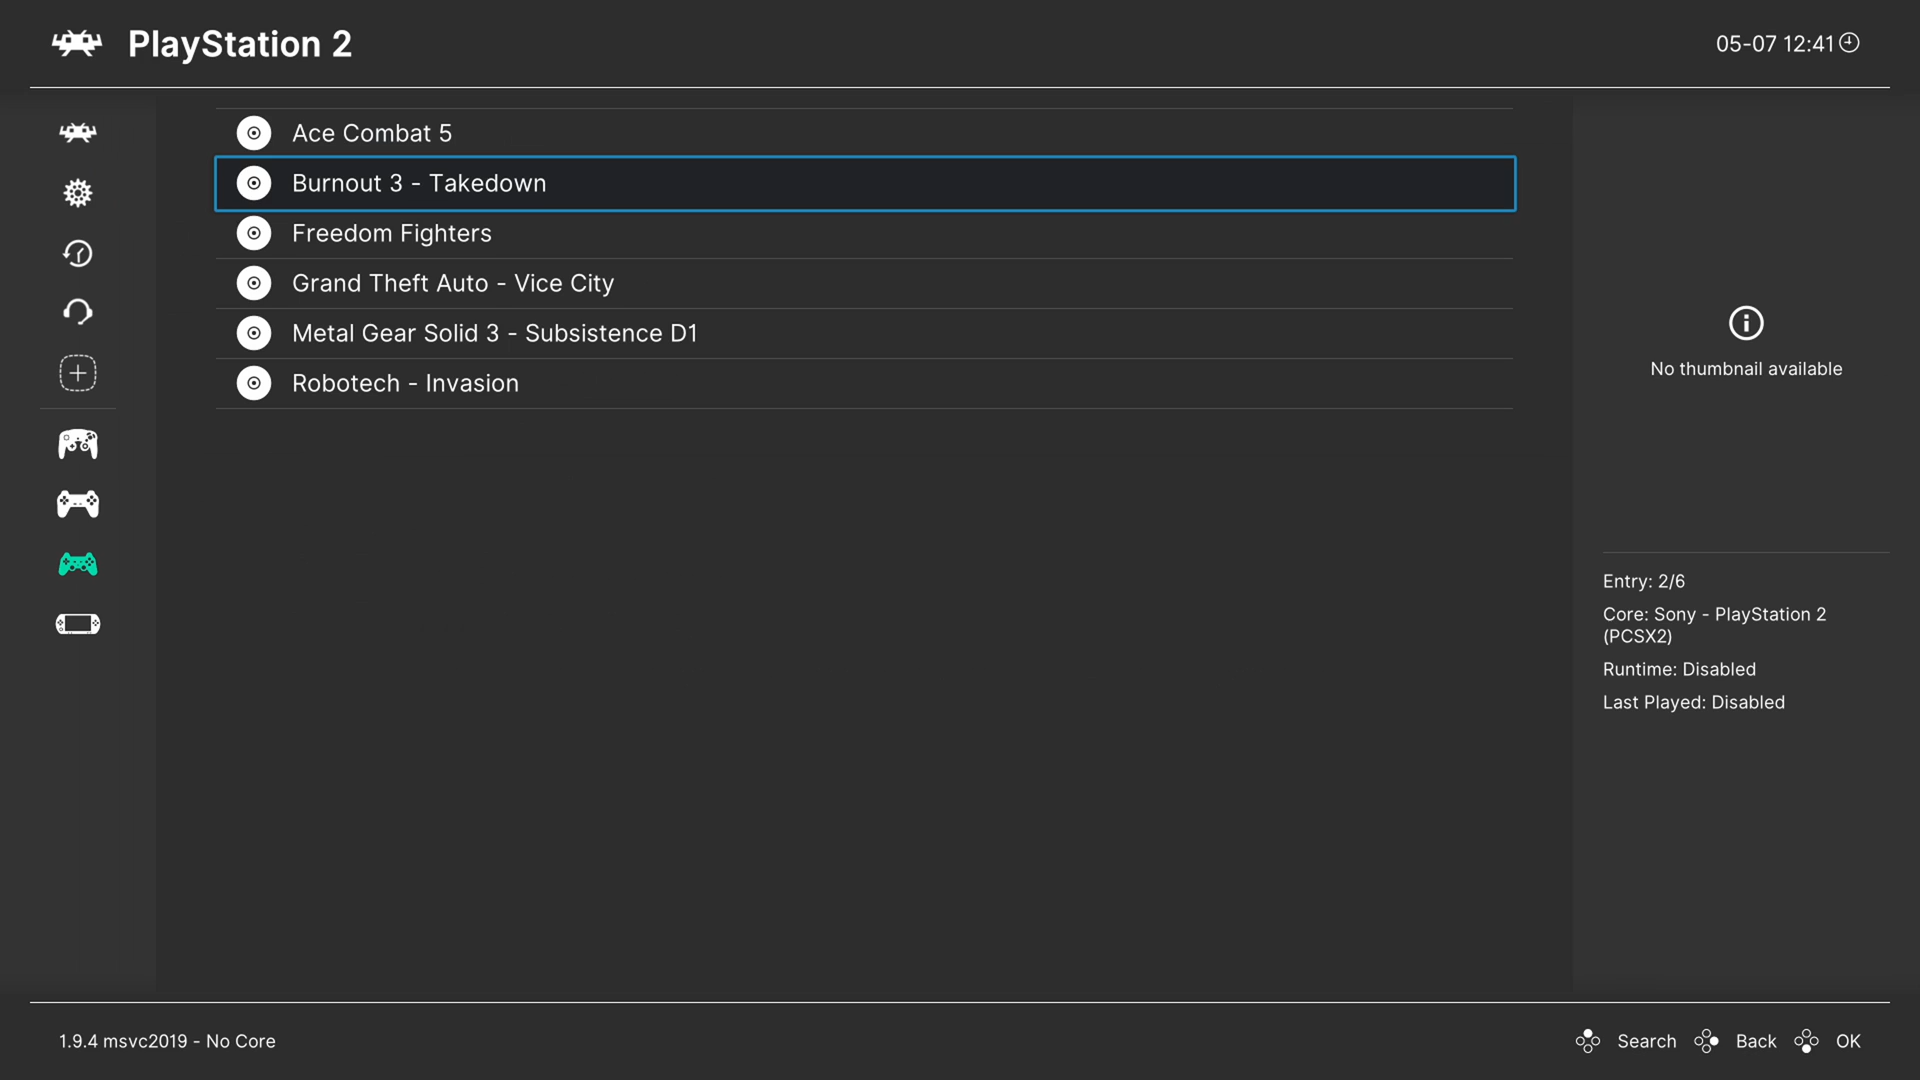 PlayStation 2
05-07 12:41
Ace Combat 5
Burnout 3 - Takedown
Freedom Fighters
Grand Theft Auto - Vice City
Metal Gear Solid 3 - Subsistence D1
Robotech - Invasion
No thumbnail available
Entry: 2/6
Core: Sony - PlayStation 2
(PCSX2)
Runtime: Disabled
Last Played: Disabled
1.9.4 msvc2019 - No Core
Search Back OK